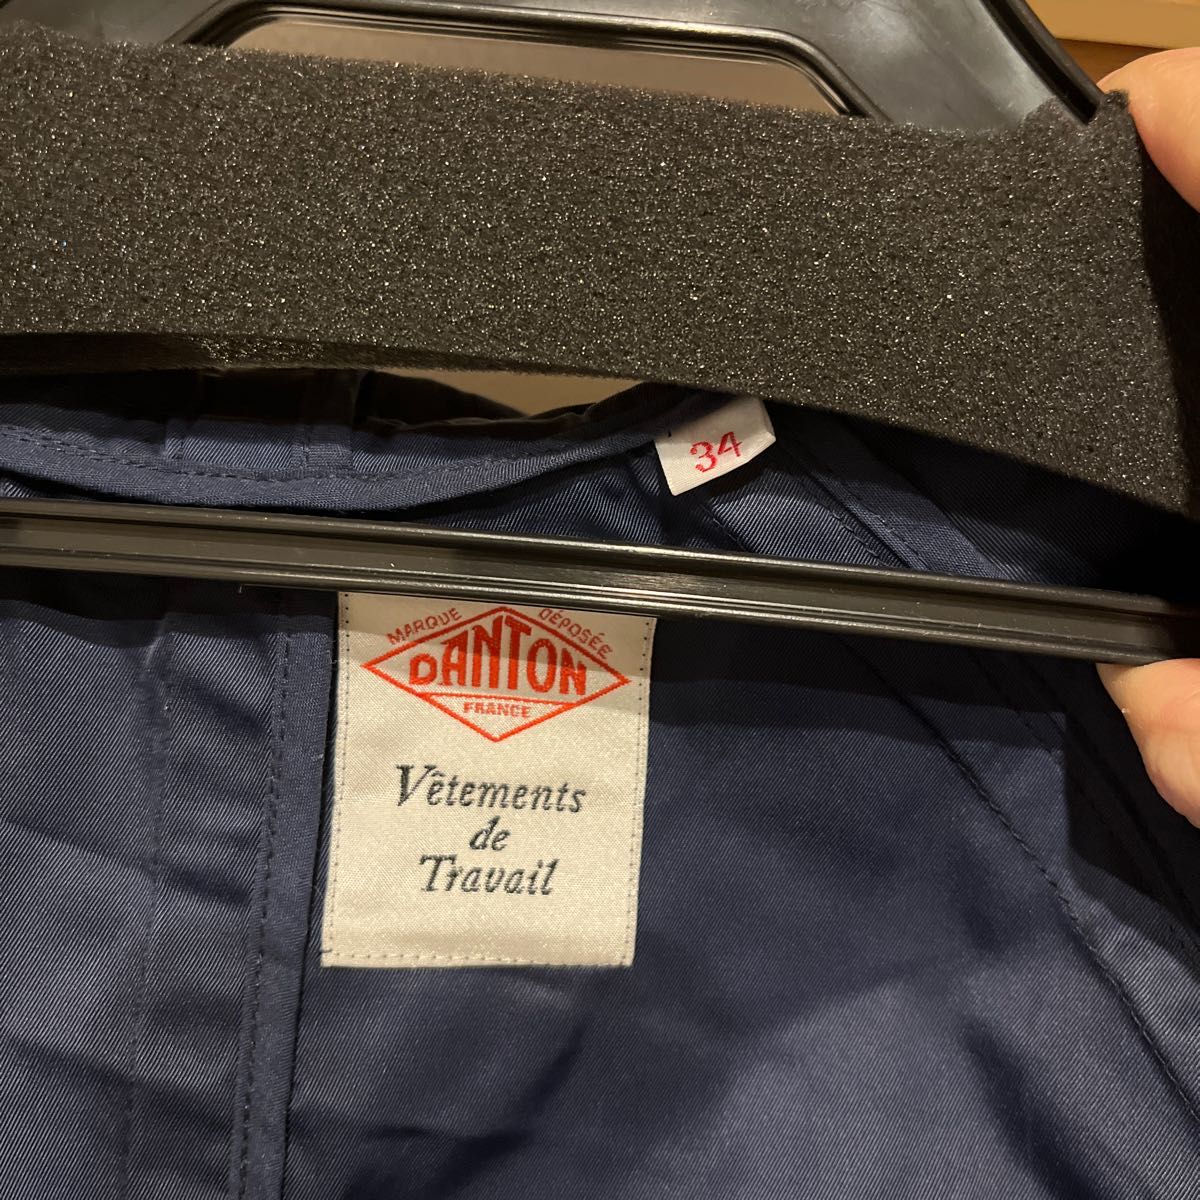 34
MARQUE DÉPOSÉE
DANTON
FRANCE
Vêtements
de
Travail